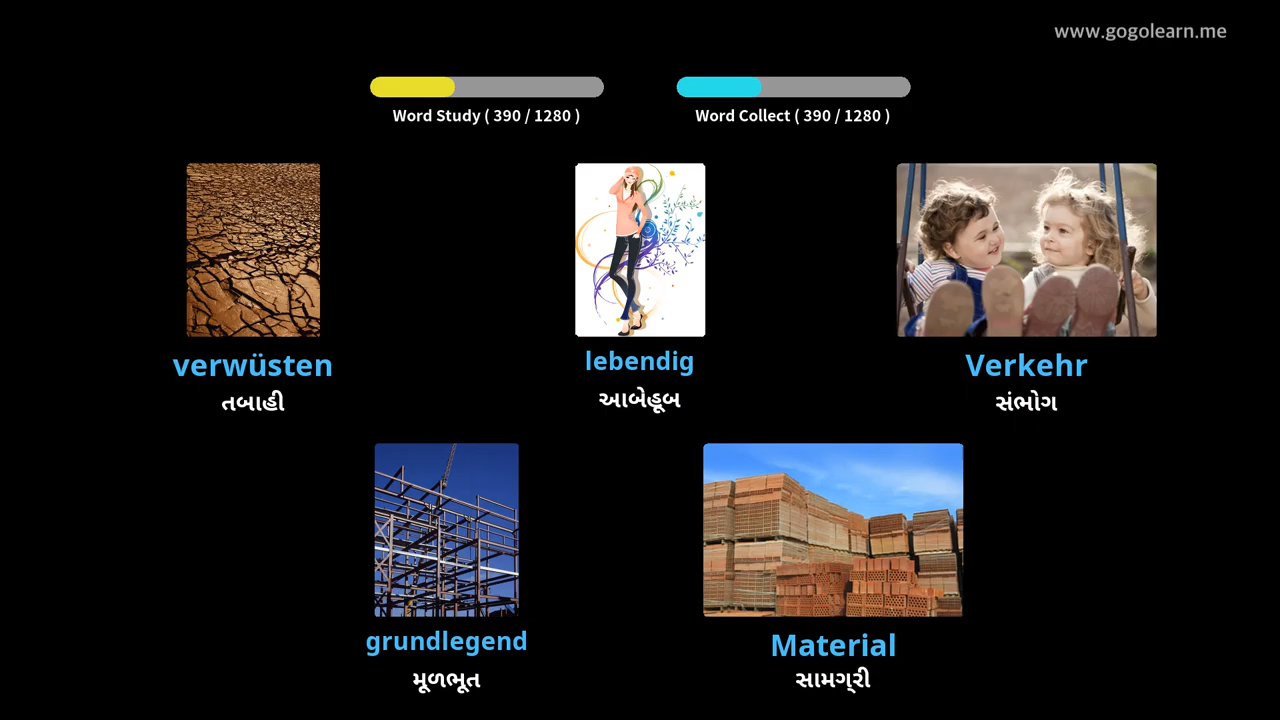 www.gogolearn.me
Word Study ( 390 / 1280 )
Word Collect ( 390 / 1280 )
verwüsten
તબાહી
lebendig
આબેહૂબ
Verkehr
સંભોગ
grundlegend
મૂળભૂત
Material
સામગ્રી